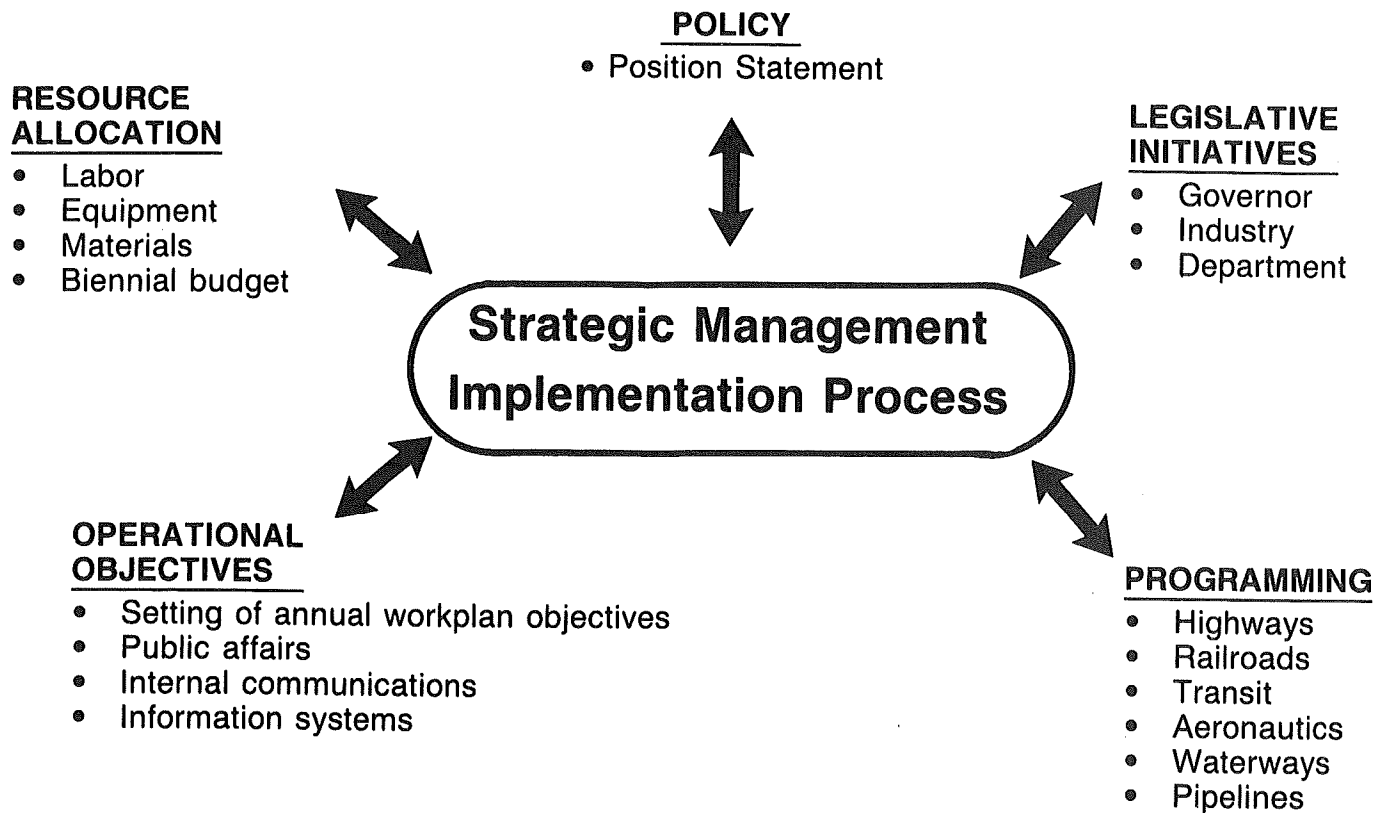 POLICY
• Position Statement
RESOURCE
ALLOCATION
• Labor
• Equipment
• Materials
• Biennial budget
LEGISLATIVE
INITIATIVES
• Governor
• Industry
• Department
Strategic Management
Implementation Process
OPERATIONAL
OBJECTIVES
• Setting of annual workplan objectives
• Public affairs
• Internal communications
• Information systems
PROGRAMMING
• Highways
• Railroads
• Transit
• Aeronautics
• Waterways
• Pipelines